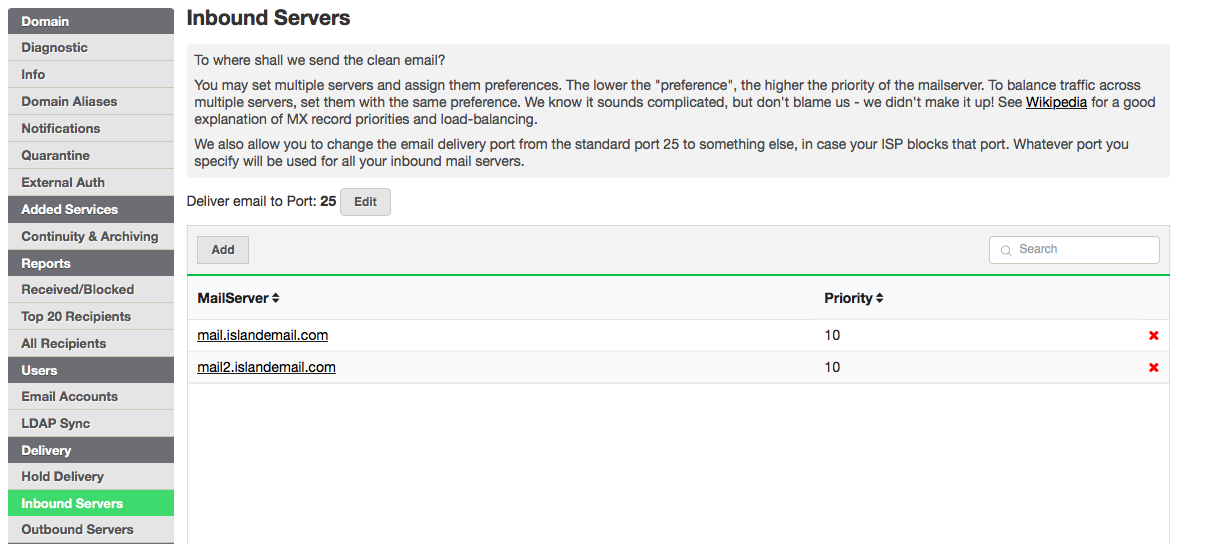 Domain
Diagnostic
Info
Domain Aliases
Notifications
Quarantine
External Auth
Added Services
Continuity & Archiving
Reports
Received/Blocked
Top 20 Recipients
All Recipients
Users
Email Accounts
LDAP Sync
Delivery
Hold Delivery
Inbound Servers
Outbound Servers
Inbound Servers
To where shall we send the clean email?
You may set multiple servers and assign them preferences. The lower the "preference", the higher the priority of the mailserver. To balance traffic across
multiple servers, set them with the same preference. We know it sounds complicated, but don't blame us - we didn't make it up! See Wikipedia for a good
explanation of MX record priorities and load-balancing.
We also allow you to change the email delivery port from the standard port 25 to something else, in case your ISP blocks that port. Whatever port you
specify will be used for all your inbound mail servers.
Deliver email to Port: 25 Edit
Add Search
MailServer Priority
mail.islandemail.com 10
mail2.islandemail.com 10